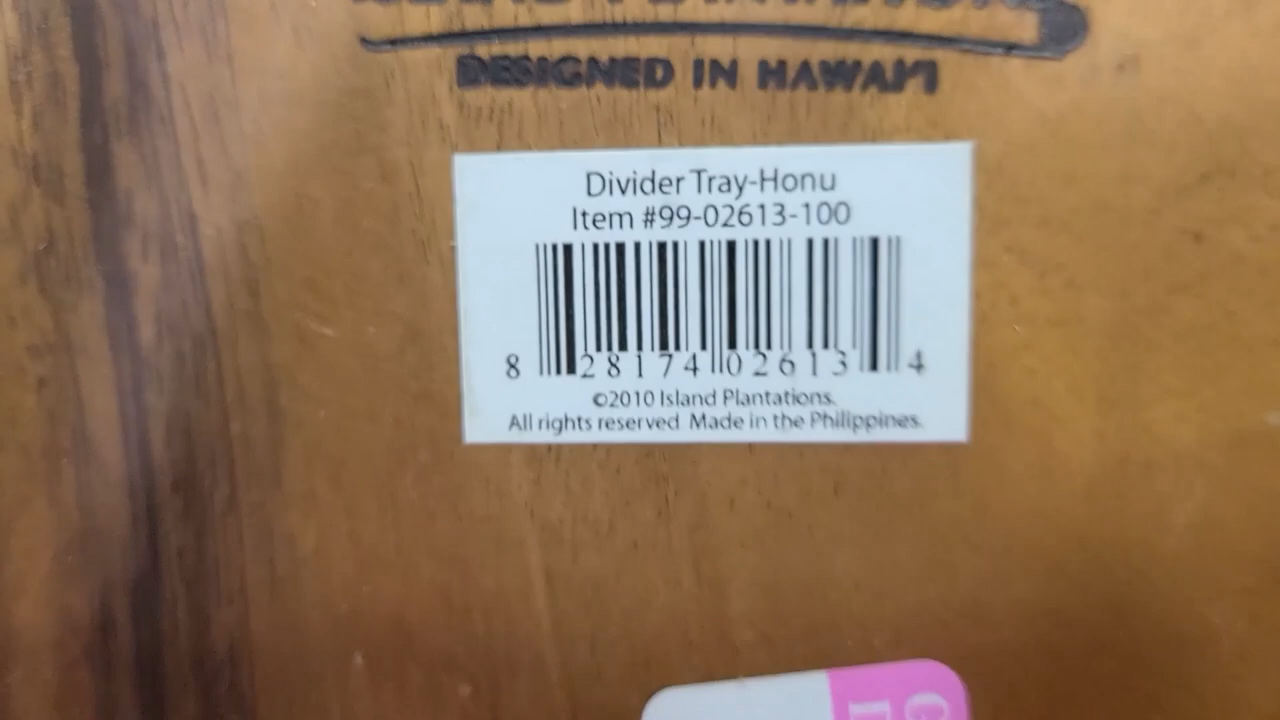 DESIGNED IN HAWAI'I
Divider Tray-Honu
Item #99-02613-100
8 28174 02613 4
©2010 Island Plantations.
All rights reserved Made in the Philippines.